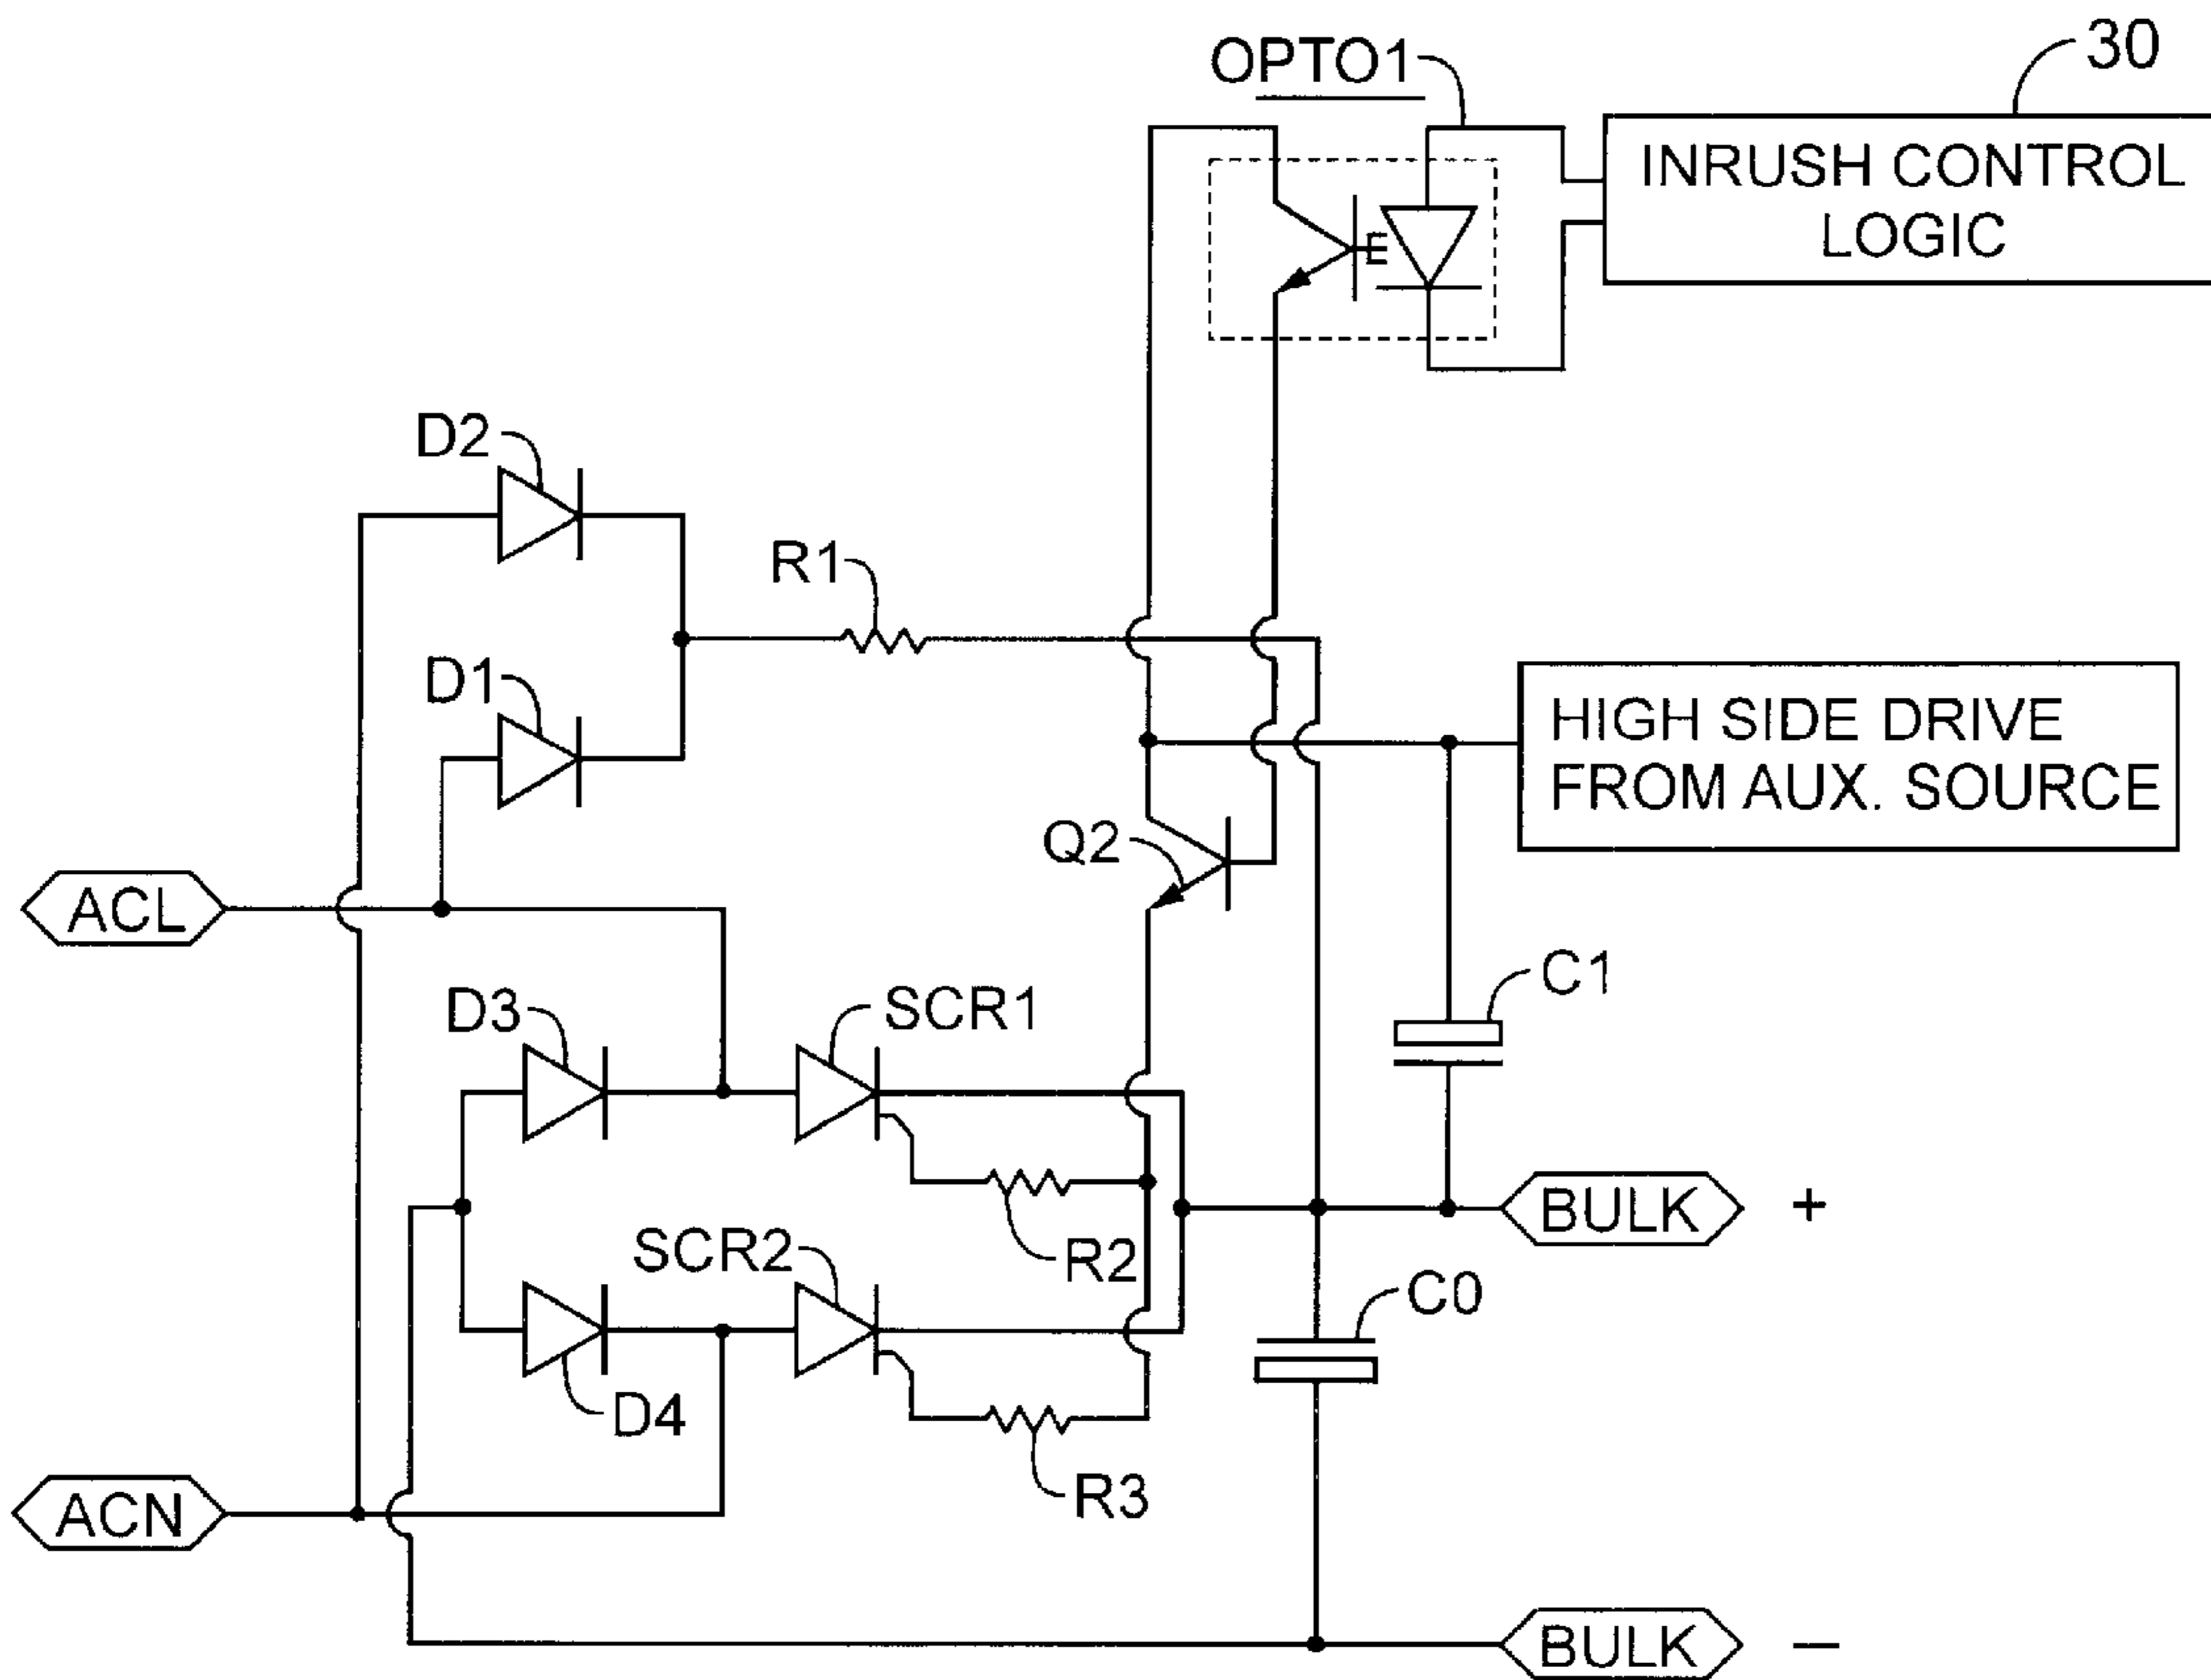 OPTO1
30
INRUSH CONTROL
LOGIC
D2
R1
D1
HIGH SIDE DRIVE
FROM AUX. SOURCE
Q2
ACL
C1
D3
SCR1
BULK +
R2
SCR2
C0
D4
R3
ACN
BULK —